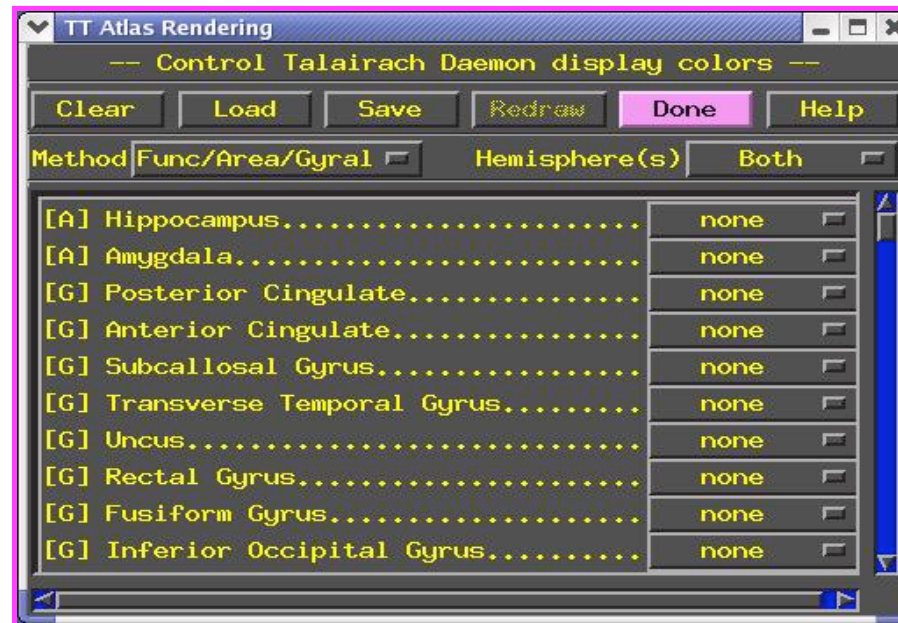 TT Atlas Rendering
-- Control Talairach Daemon display colors --
Clear Load Save Redraw Done Help
Method Func/Area/Gyral Hemisphere(s) Both
[A] Hippocampus........................ none
[A] Amygdala........................... none
[G] Posterior Cingulate................ none
[G] Anterior Cingulate................. none
[G] Subcallosal Gyrus.................. none
[G] Transverse Temporal Gyrus.......... none
[G] Uncus.............................. none
[G] Rectal Gyrus....................... none
[G] Fusiform Gyrus..................... none
[G] Inferior Occipital Gyrus........... none